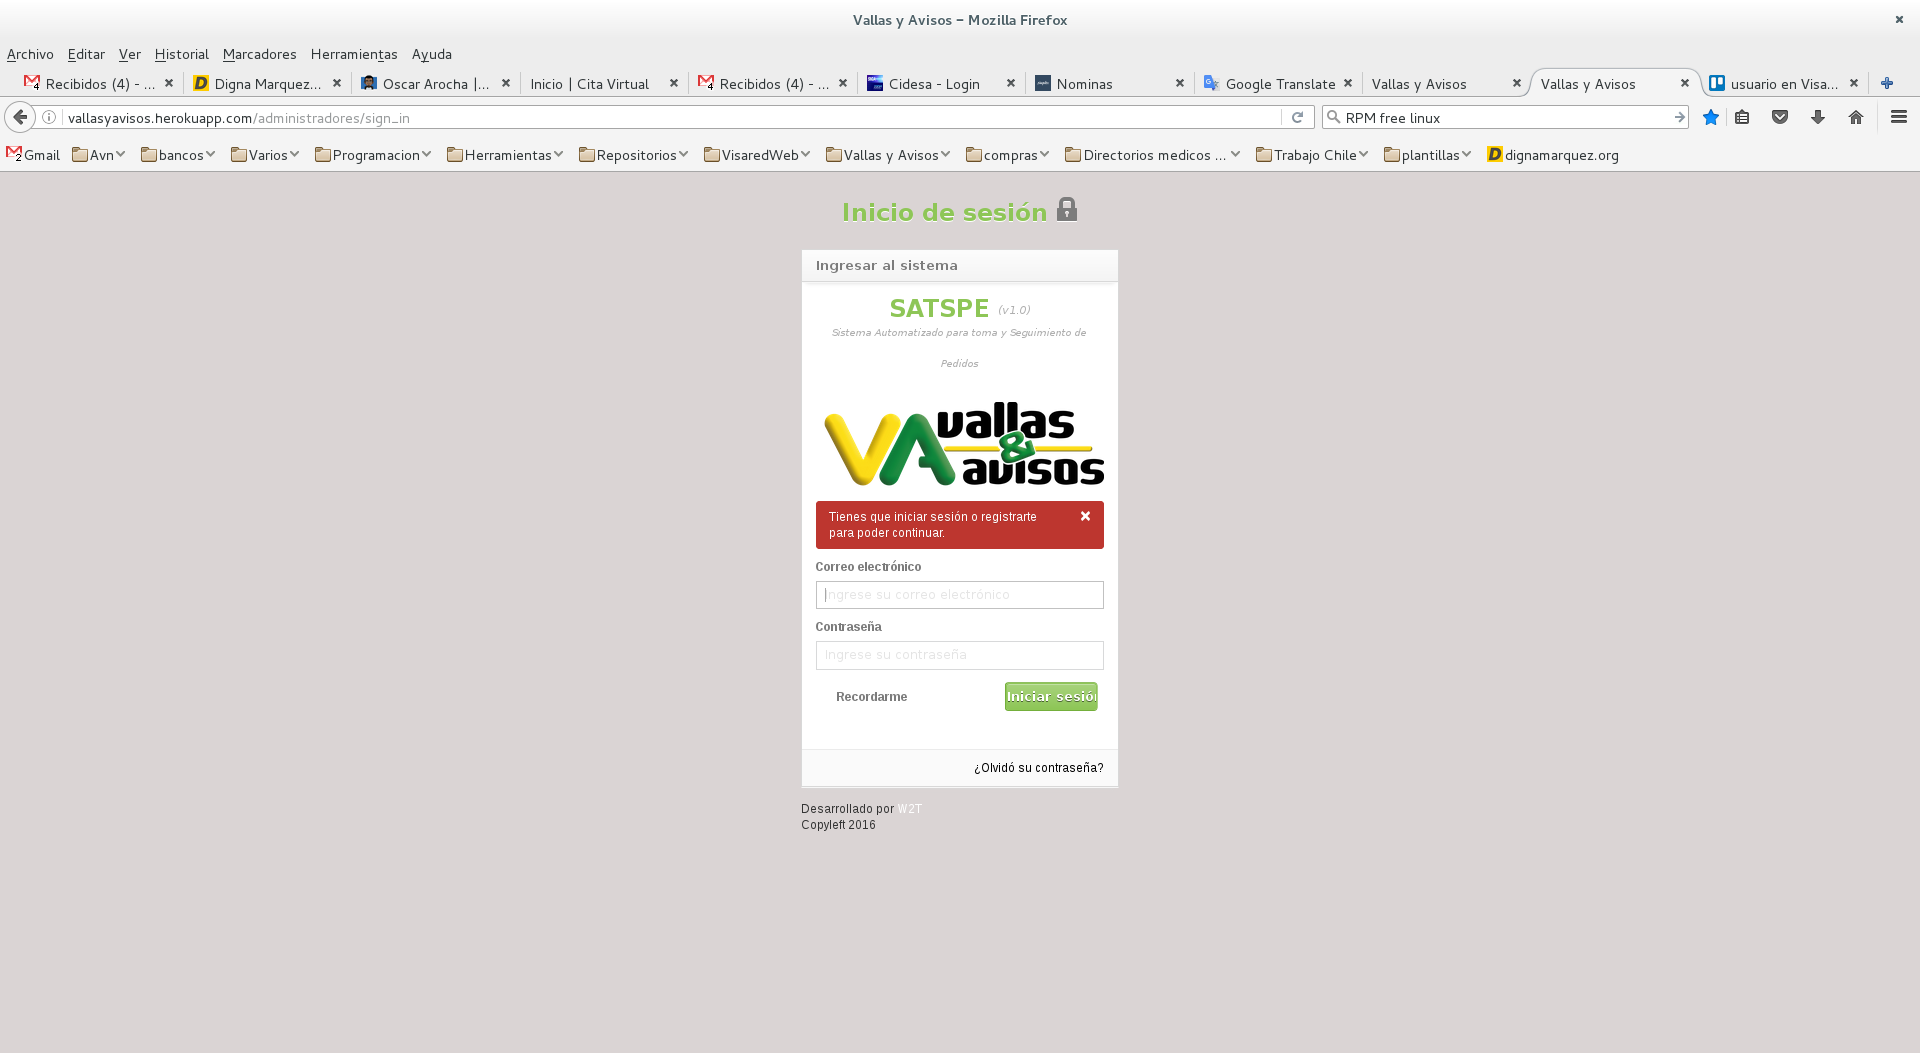 Vallas y Avisos - Mozilla Firefox
Archivo Editar Ver Historial Marcadores Herramientas Ayuda
Recibidos (4) - ... Digna Marquez... Oscar Arocha |... Inicio | Cita Virtual Recibidos (4) - ... Cidesa - Login Nominas Google Translate Vallas y Avisos Vallas y Avisos usuario en Visa...
vallasyavisos.herokuapp.com/administradores/sign_in RPM free linux
Gmail Avn bancos Varios Programacion Herramientas Repositorios VisaredWeb Vallas y Avisos compras Directorios medicos ... Trabajo Chile plantillas dignamarquez.org
Inicio de sesión
Ingresar al sistema
SATSPE (v1.0)
Sistema Automatizado para toma y Seguimiento de
Pedidos
VA vallas
&
avisos
Tienes que iniciar sesión o registrarte
para poder continuar.
Correo electrónico
Ingrese su correo electrónico
Contraseña
Ingrese su contraseña
Recordarme Iniciar sesión
¿Olvidó su contraseña?
Desarrollado por W2T
Copyleft 2016